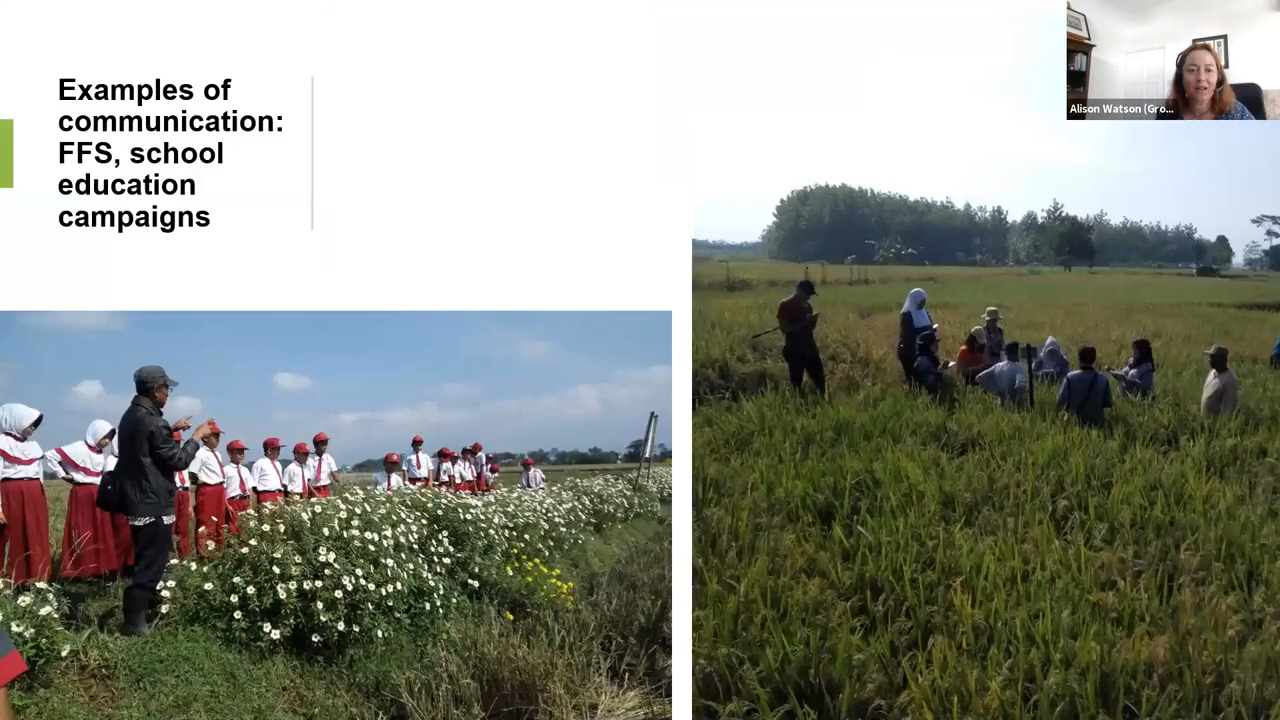 Examples of
communication:
FFS, school
education
campaigns
Alison Watson (Gro...